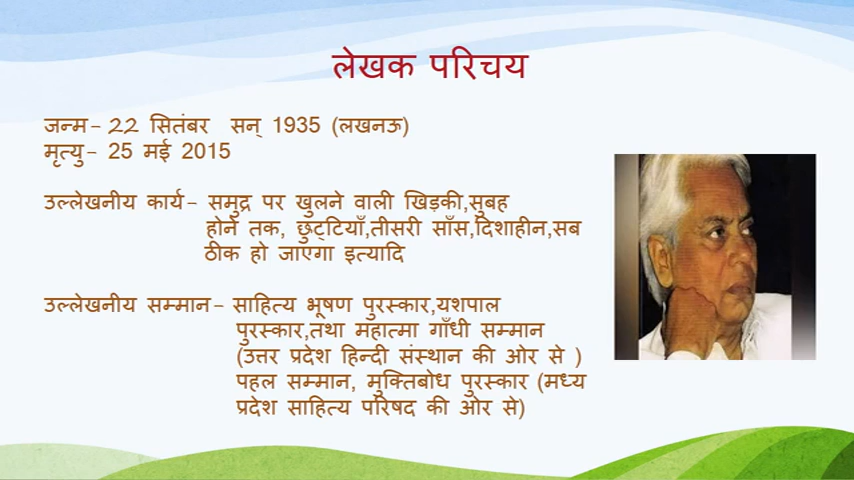 लेखक परिचय
जन्म- 22 सितंबर सन् 1935 (लखनऊ)
मृत्यु- 25 मई 2015
उल्लेखनीय कार्य- समुद्र पर खुलने वाली खिड़की,सुबह
होने तक, छुट्टियाँ,तीसरी साँस,दिशाहीन,सब
ठीक हो जाएगा इत्यादि
उल्लेखनीय सम्मान- साहित्य भूषण पुरस्कार,यशपाल
पुरस्कार,तथा महात्मा गाँधी सम्मान
(उत्तर प्रदेश हिन्दी संस्थान की ओर से )
पहल सम्मान, मुक्तिबोध पुरस्कार (मध्य
प्रदेश साहित्य परिषद की ओर से)